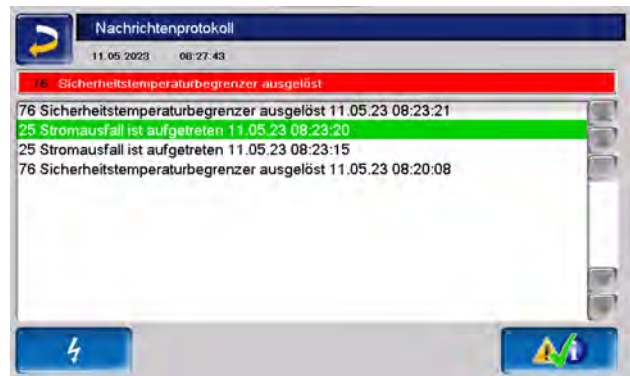 Nachrichtenprotokoll
11.05.2023 08:27:43
76 Sicherheitstemperaturbegrenzer ausgelöst
76 Sicherheitstemperaturbegrenzer ausgelöst 11.05.23 08:23:21
25 Stromausfall ist aufgetreten 11.05.23 08:23:20
25 Stromausfall ist aufgetreten 11.05.23 08:23:15
76 Sicherheitstemperaturbegrenzer ausgelöst 11.05.23 08:20:08